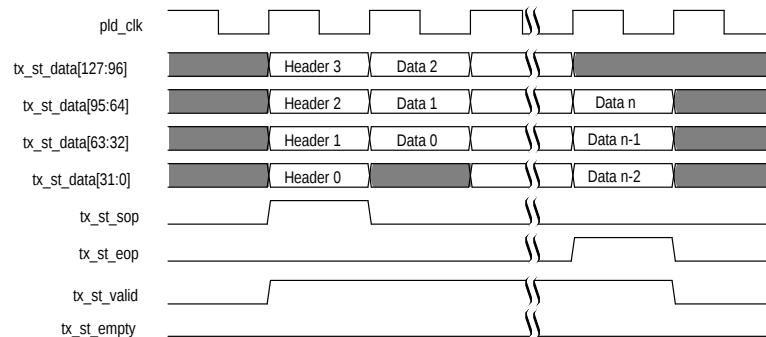 pld_clk
tx_st_data[127:96] Header 3 Data 2
tx_st_data[95:64] Header 2 Data 1 Data n
tx_st_data[63:32] Header 1 Data 0 Data n-1
tx_st_data[31:0] Header 0 Data n-2
tx_st_sop
tx_st_eop
tx_st_valid
tx_st_empty